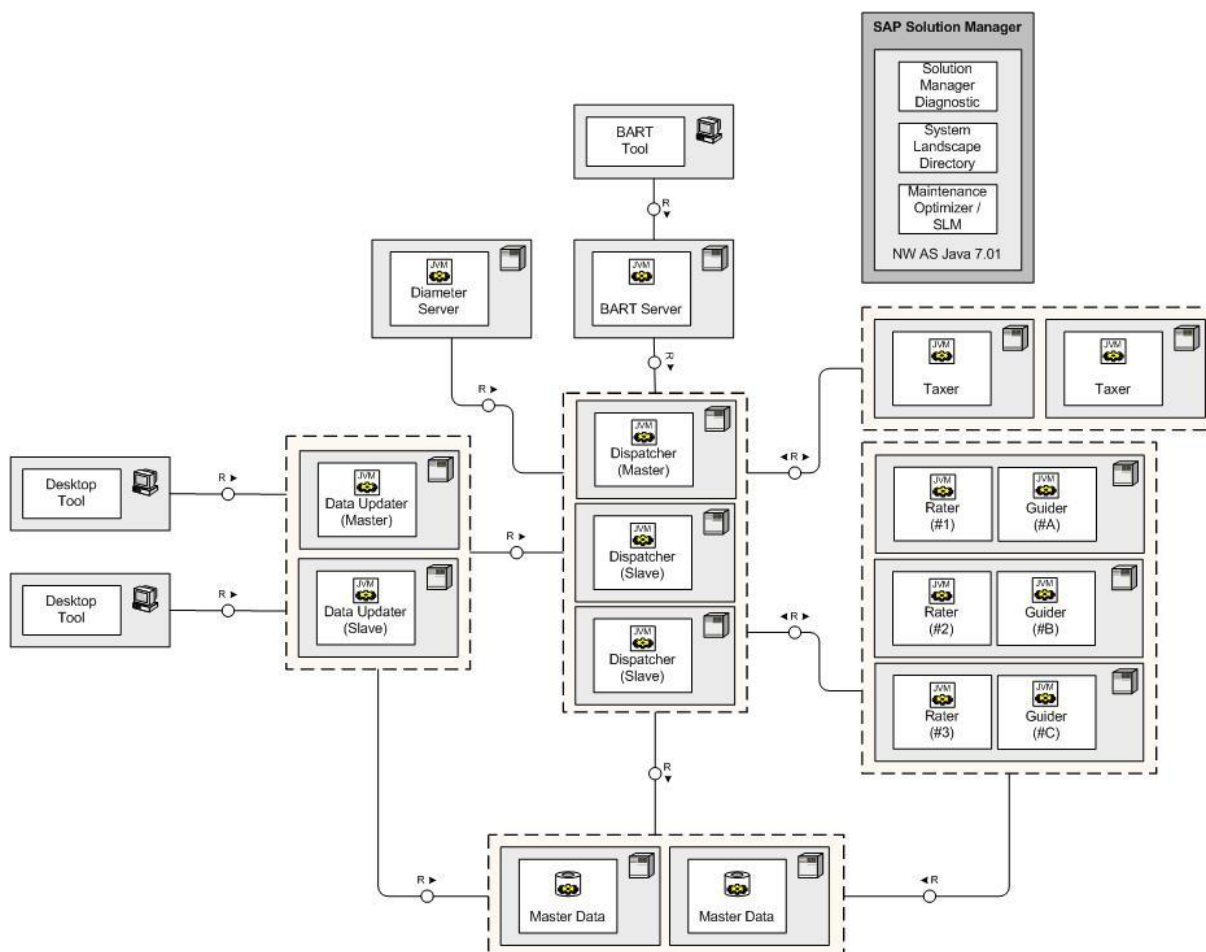 SAP Solution Manager
Solution
Manager
Diagnostic
System
Landscape
Directory
Maintenance
Optimizer /
SLM
NW AS Java 7.01
BART
Tool
R
JVM
Diameter
Server
JVM
BART Server
R
R
JVM
Taxer
JVM
Taxer
JVM
Dispatcher
(Master)
R
JVM
Dispatcher
(Slave)
JVM
Dispatcher
(Slave)
R
Desktop
Tool
R
Desktop
Tool
R
JVM
Data Updater
(Master)
JVM
Data Updater
(Slave)
R
JVM
Rater
(#1)
JVM
Guider
(#A)
JVM
Rater
(#2)
JVM
Guider
(#B)
JVM
Rater
(#3)
JVM
Guider
(#C)
R
R
R
Master Data
Master Data